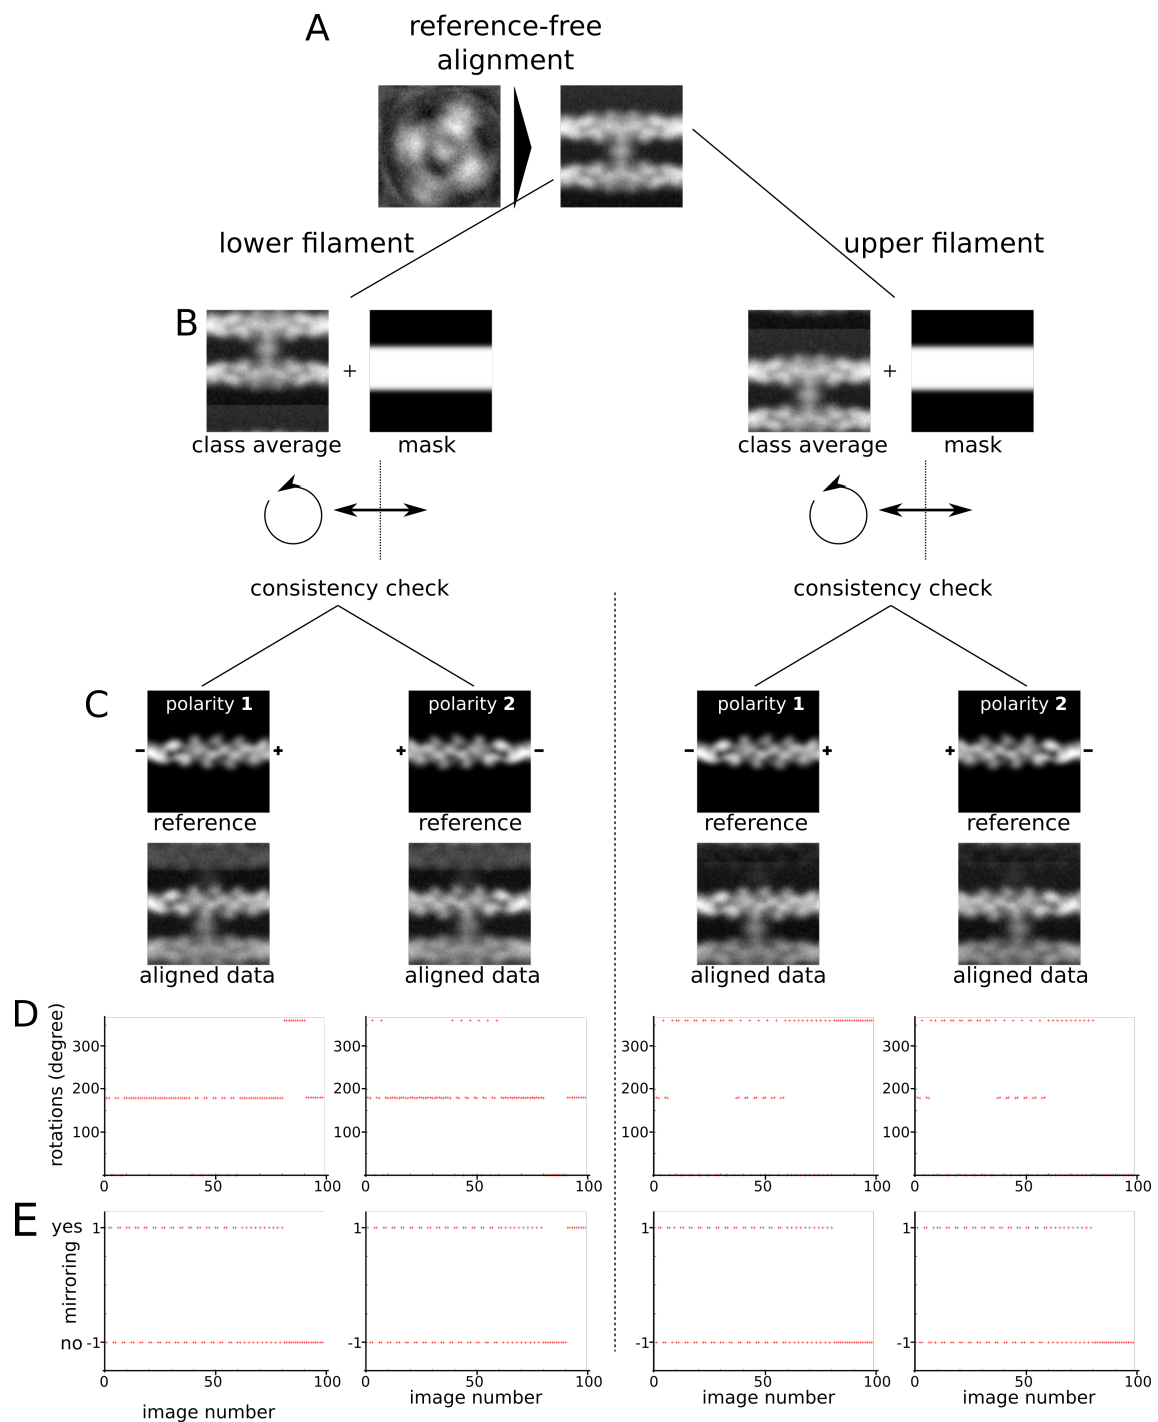 A
reference-free
alignment
lower filament
upper filament
B
+
+
class average
mask
class average
mask
consistency check
consistency check
C
polarity 1
polarity 2
polarity 1
polarity 2
- +
+ -
- +
+ -
reference
reference
reference
reference
aligned data
aligned data
aligned data
aligned data
D
rotations (degree)
300
200
100
0 50 100
300
200
100
0 50 100
300
200
100
0 50 100
300
200
100
0 50 100
E
mirroring
yes 1
no -1
0 50 100
image number
1
-1
0 50 100
image number
1
-1
0 50 100
image number
1
-1
0 50 100
image number